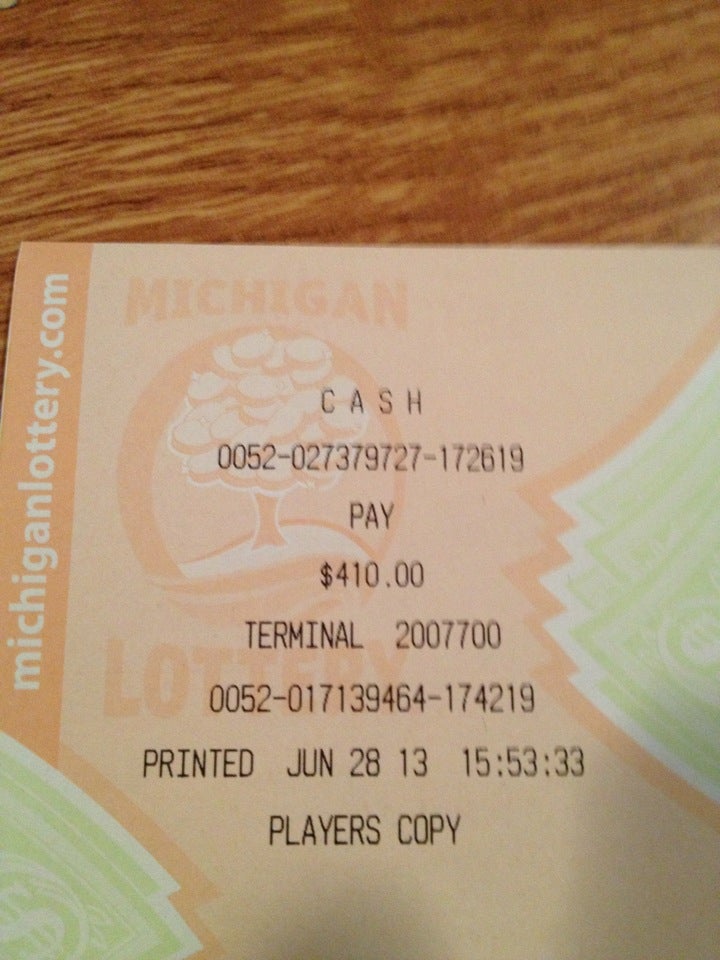 michiganlottery.com
MICHIGAN
LOTTERY
C A S H
0052-027379727-172619
PAY
$410.00
TERMINAL 2007700
0052-017139464-174219
PRINTED JUN 28 13 15:53:33
PLAYERS COPY